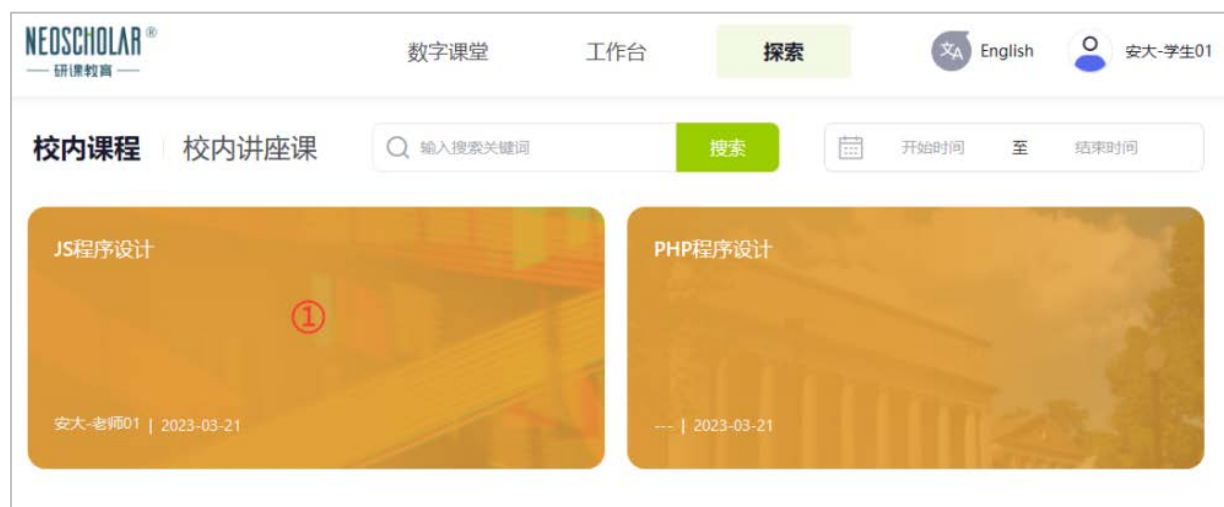 NEOSCHOLAR®
研课教育
数字课堂 工作台 探索 文A English 安大-学生01
校内课程 校内讲座课 输入搜索关键词 搜索 开始时间 至 结束时间
JS程序设计
①
安大-老师01 | 2023-03-21
PHP程序设计
--- | 2023-03-21